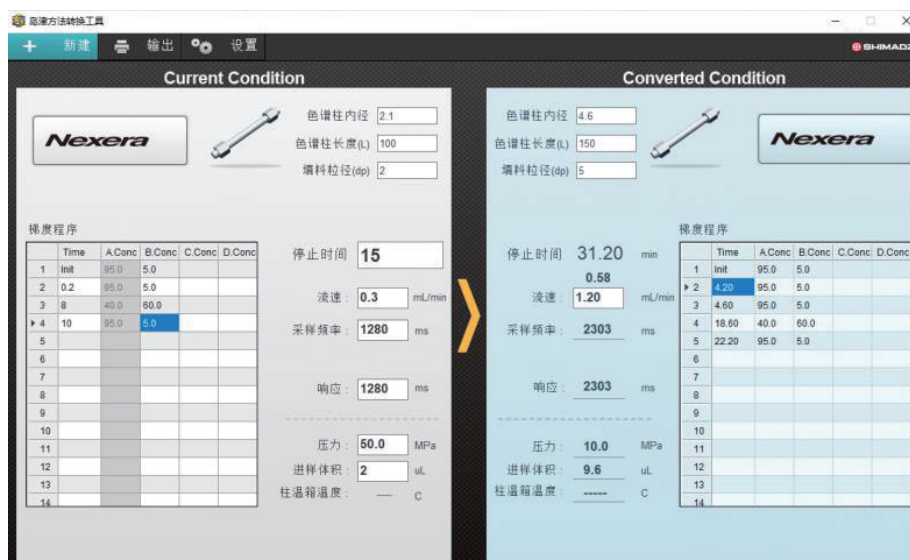 岛津方法转换工具
+ 新建 输出 设置 SHIMADZ
Current Condition
Nexera
色谱柱内径 2.1
色谱柱长度(L) 100
填料粒径(dp) 2
梯度程序
Time A.Conc B.Conc C.Conc D.Conc
1 Init 95.0 5.0
2 0.2 95.0 5.0
3 8 40.0 60.0
4 10 95.0 5.0
5
6
7
8
9
10
11
12
13
14
停止时间 15
流速: 0.3 mL/min
采样频率: 1280 ms
响应: 1280 ms
压力: 50.0 MPa
进样体积: 2 uL
柱温箱温度: --- C
Converted Condition
色谱柱内径 4.6
色谱柱长度(L) 150
填料粒径(dp) 5
Nexera
停止时间 31.20 min
0.58
流速: 1.20 mL/min
采样频率: 2303 ms
响应: 2303 ms
压力: 10.0 MPa
进样体积: 9.6 uL
柱温箱温度: ----- C
梯度程序
Time A.Conc B.Conc C.Conc D.Conc
1 Init 95.0 5.0
2 4.20 95.0 5.0
3 4.60 95.0 5.0
4 18.60 40.0 60.0
5 22.20 95.0 5.0
6
7
8
9
10
11
12
13
14